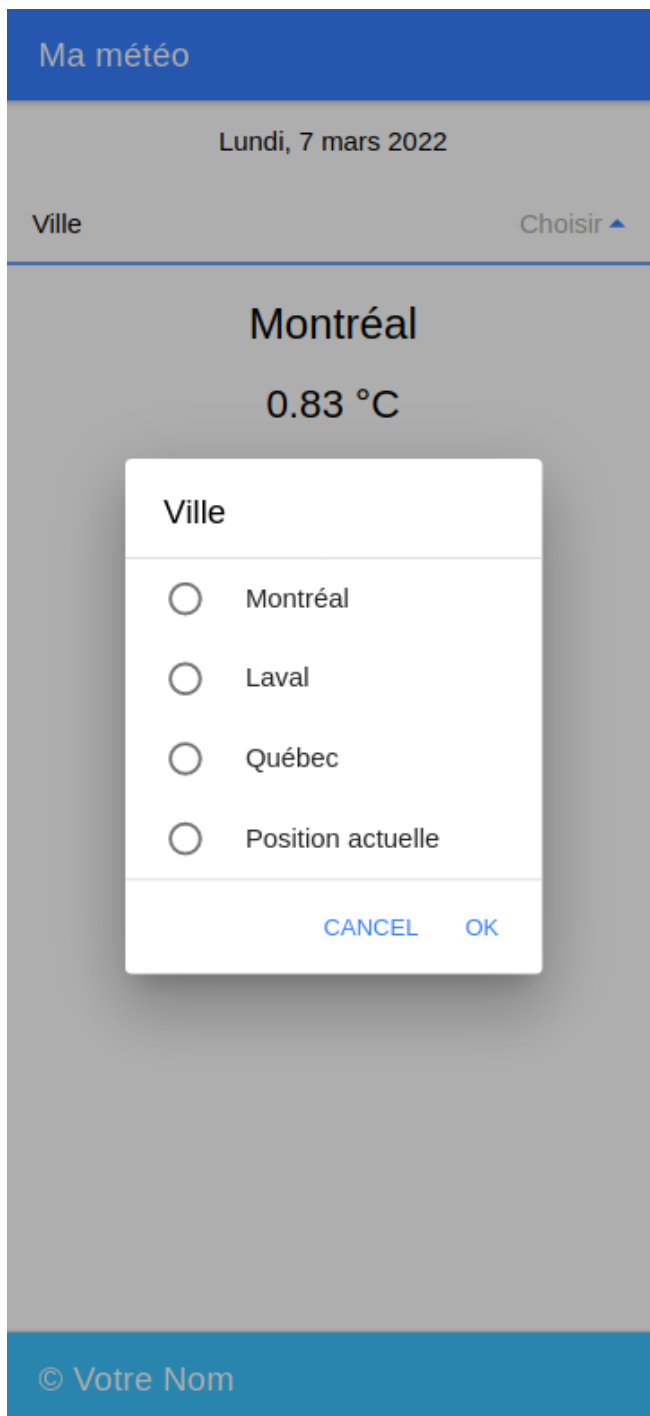 Ma météo
Lundi, 7 mars 2022
Ville Choisir
Montréal
0.83 °C
Ville
Montréal
Laval
Québec
Position actuelle
CANCEL OK
© Votre Nom